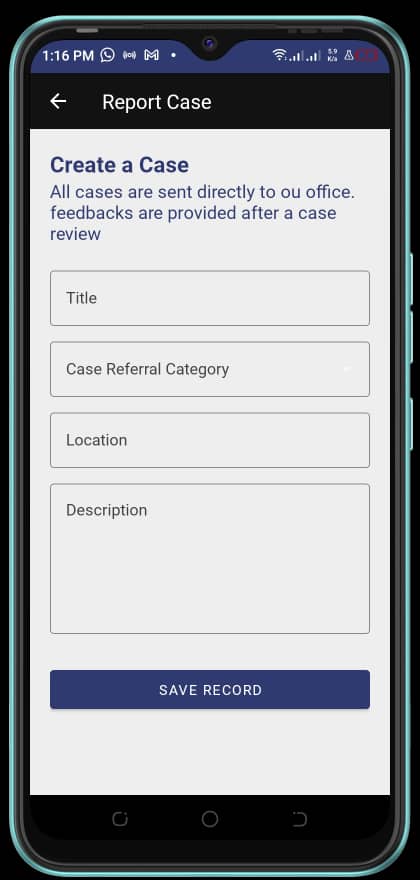 1:16 PM 5.9 K/s
Report Case
Create a Case
All cases are sent directly to ou office.
feedbacks are provided after a case
review
Title
Case Referral Category
Location
Description
SAVE RECORD